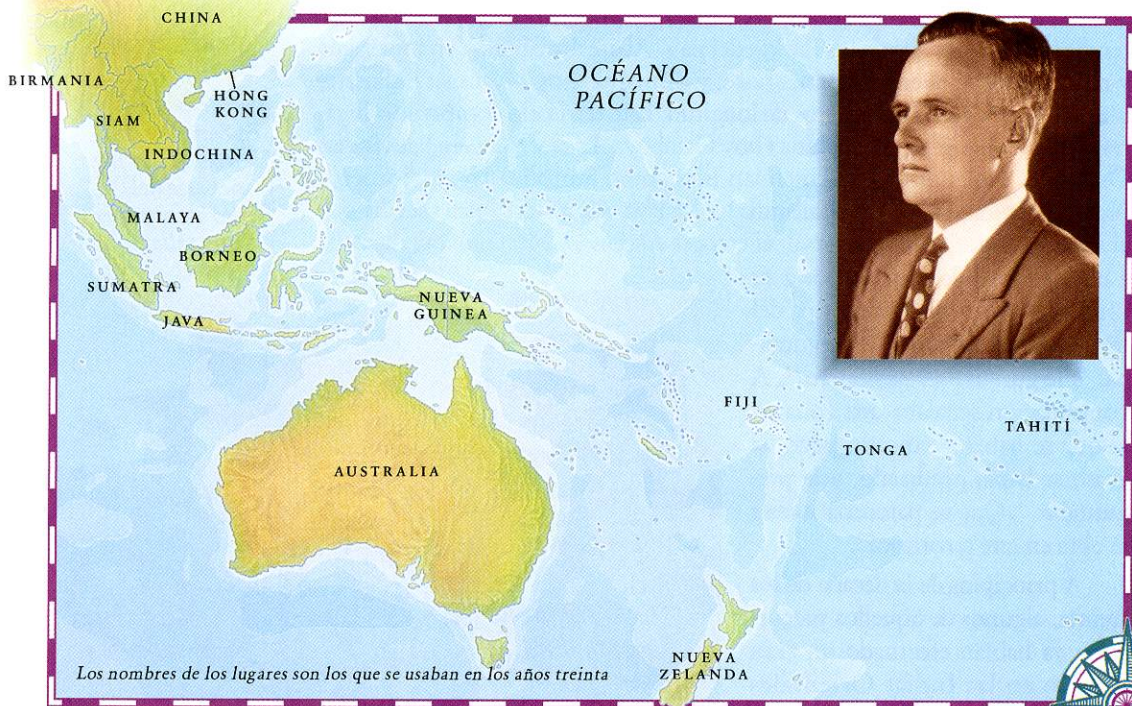 CHINA
BIRMANIA
HONG
KONG
SIAM
INDOCHINA
OCÉANO
PACÍFICO
MALAYA
BORNEO
SUMATRA
JAVA
NUEVA
GUINEA
FIJI
TAHITÍ
TONGA
AUSTRALIA
NUEVA
ZELANDA
Los nombres de los lugares son los que se usaban en los años treinta